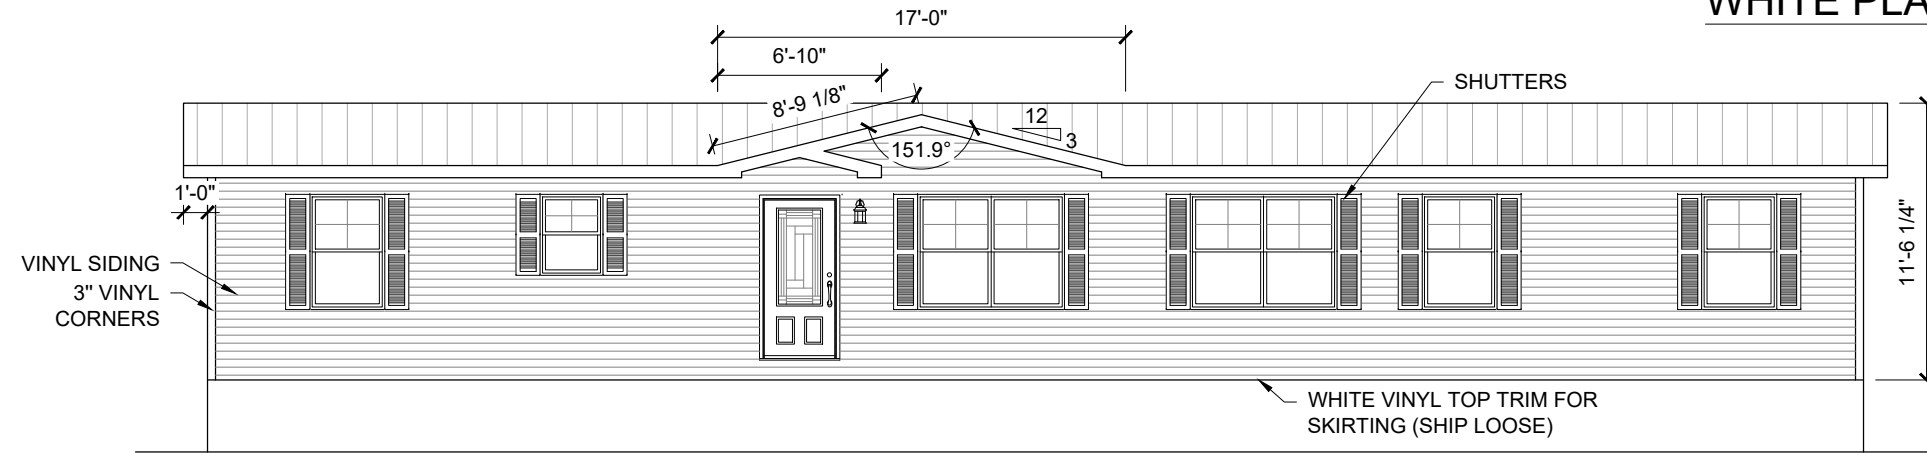 WHITE PLA
17'-0"
6'-10"
8'-9 1/8"
SHUTTERS
12
3
151.9°
1'-0"
11'-6 1/4"
VINYL SIDING
3" VINYL
CORNERS
WHITE VINYL TOP TRIM FOR
SKIRTING (SHIP LOOSE)